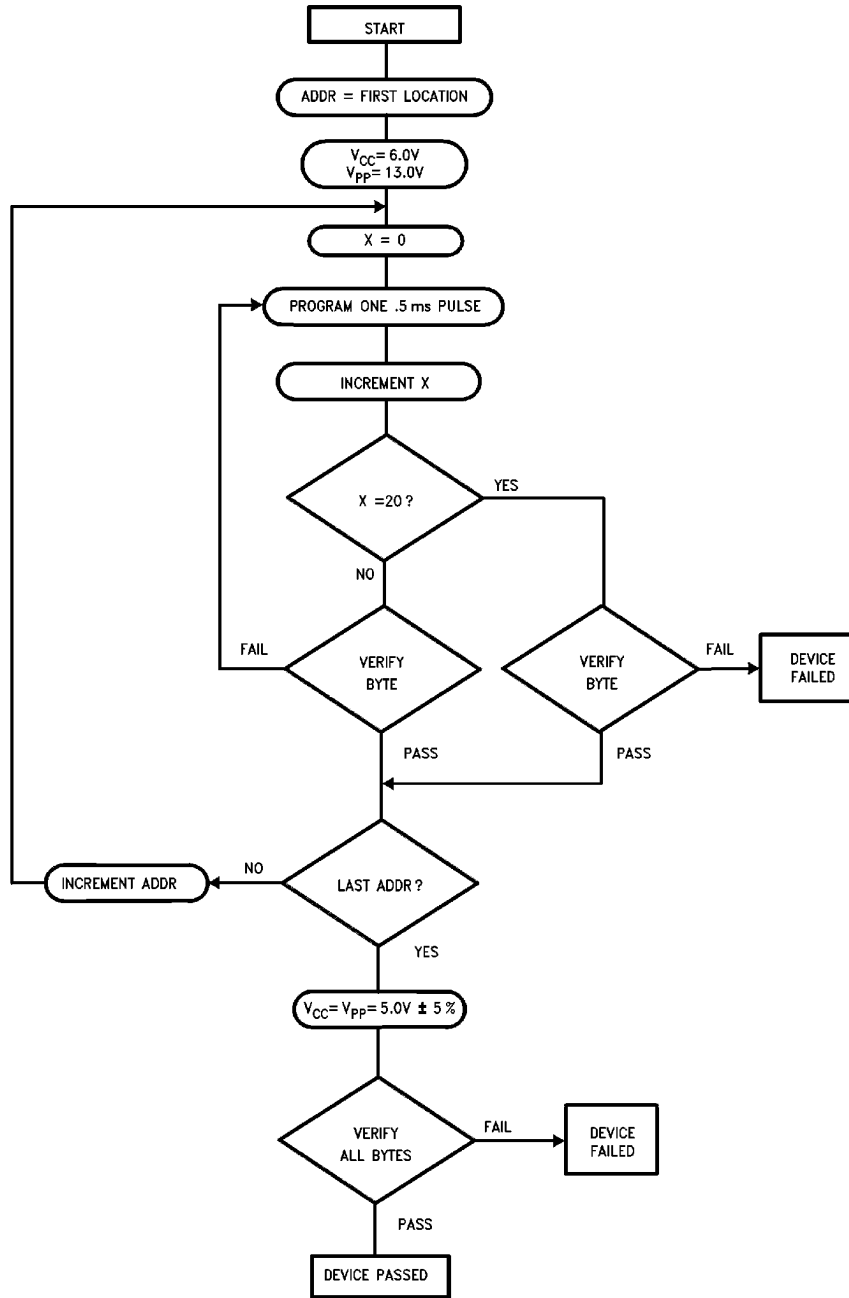 START
ADDR = FIRST LOCATION
VCC= 6.0V
VPP= 13.0V
X = 0
PROGRAM ONE .5 ms PULSE
INCREMENT X
X =20?
YES
NO
FAIL
VERIFY
BYTE
VERIFY
BYTE
FAIL
DEVICE
FAILED
PASS
PASS
INCREMENT ADDR
NO
LAST ADDR?
YES
VCC= VPP= 5.0V ± 5%
VERIFY
ALL BYTES
FAIL
DEVICE
FAILED
PASS
DEVICE PASSED